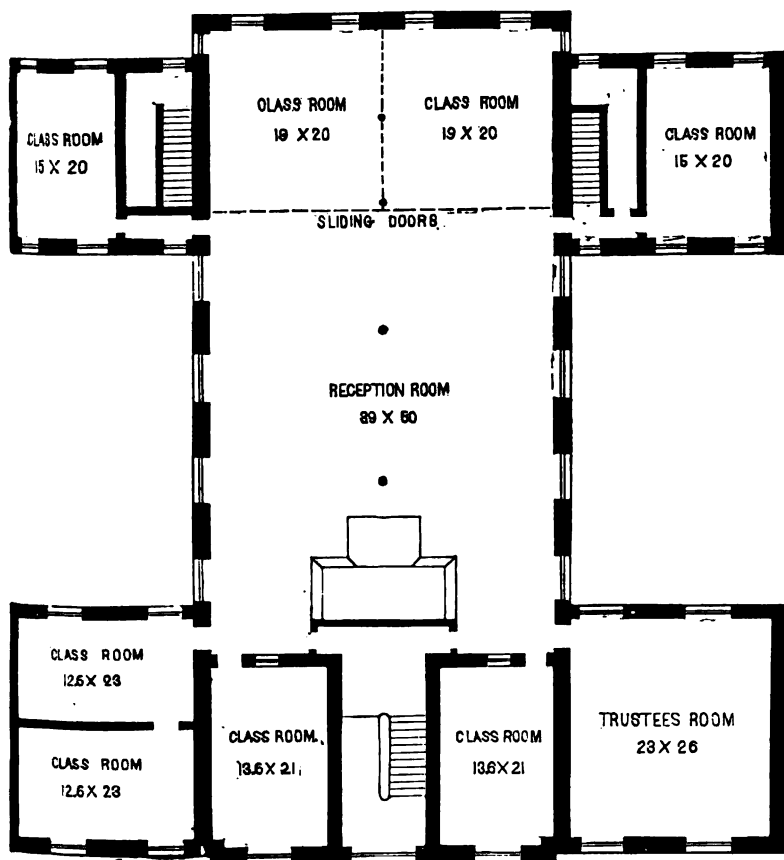 CLASS ROOM
19 X 20
CLASS ROOM
19 X 20
CLASS ROOM
15 X 20
CLASS ROOM
15 X 20
SLIDING DOORS
RECEPTION ROOM
39 X 50
CLASS ROOM
12.6 X 23
CLASS ROOM
12.6 X 23
CLASS ROOM.
13.6 X 21
CLASS ROOM
13.6 X 21
TRUSTEES ROOM
23 X 26